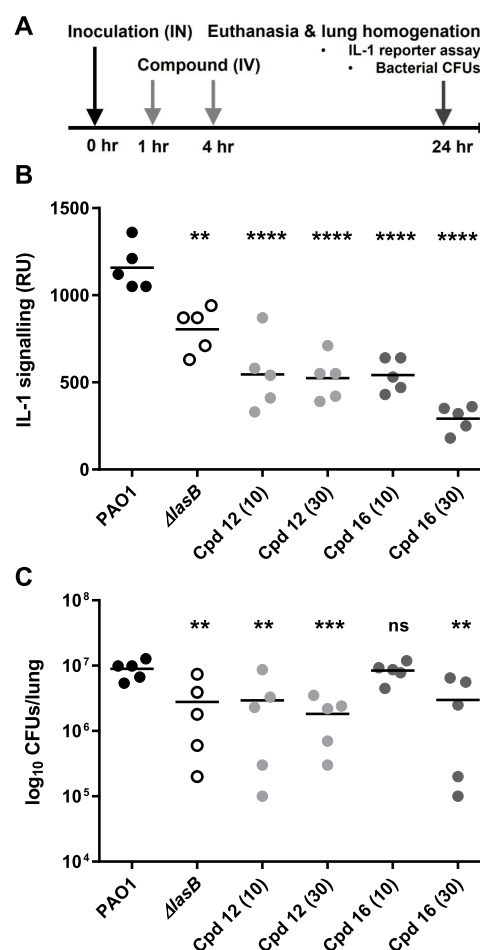 A
Inoculation (IN) Euthanasia & lung homogenation
• IL-1 reporter assay
Compound (IV) • Bacterial CFUs
0 hr 1 hr 4 hr 24 hr
B
IL-1 signalling (RU)
1500
1000
500
0
** **** **** **** ****
PAO1 ΔlasB Cpd 12 (10) Cpd 12 (30) Cpd 16 (10) Cpd 16 (30)
C
log₁₀ CFUs/lung
10⁸
10⁷
10⁶
10⁵
10⁴
** ** *** ns **
PAO1 ΔlasB Cpd 12 (10) Cpd 12 (30) Cpd 16 (10) Cpd 16 (30)